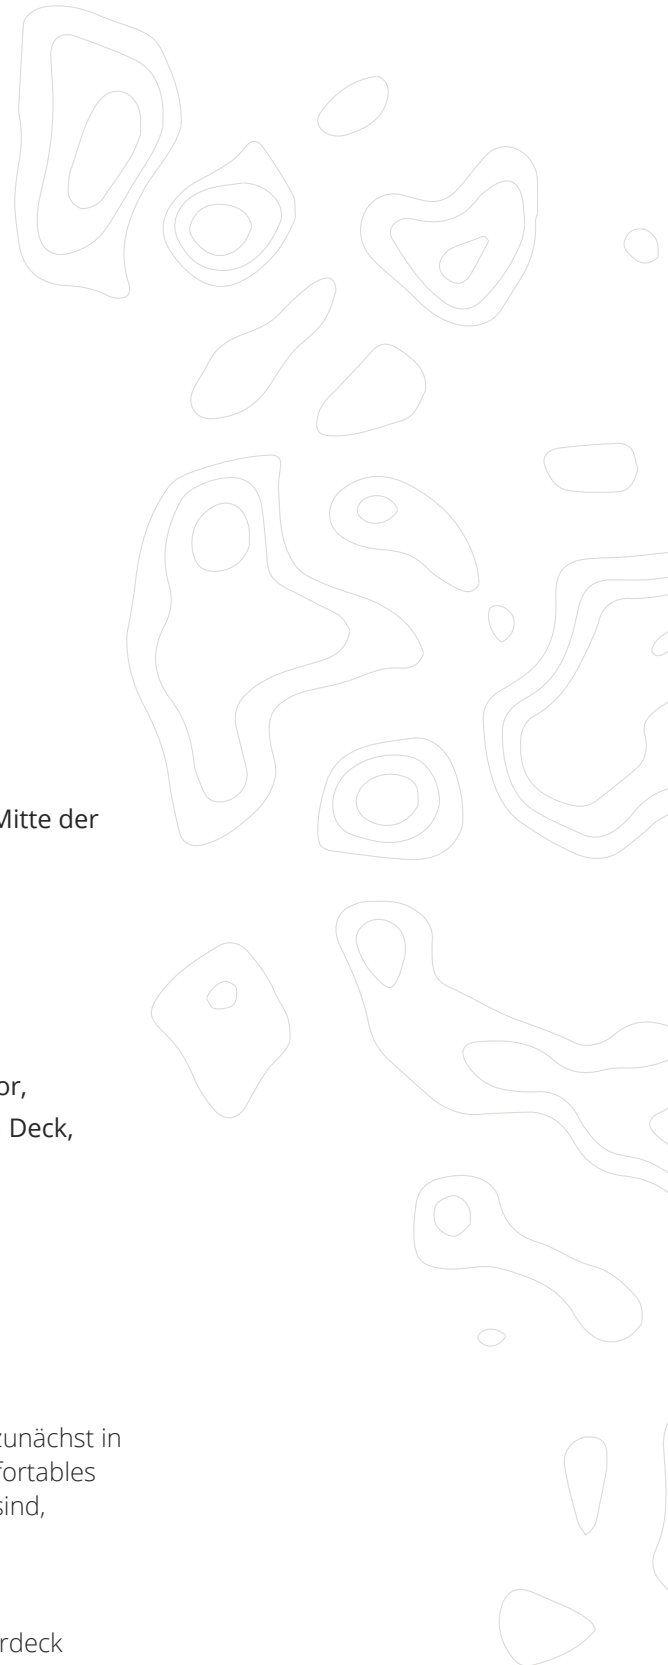 Mitte der
or,
Deck,
zunächst in
fortables
sind,
rdeck